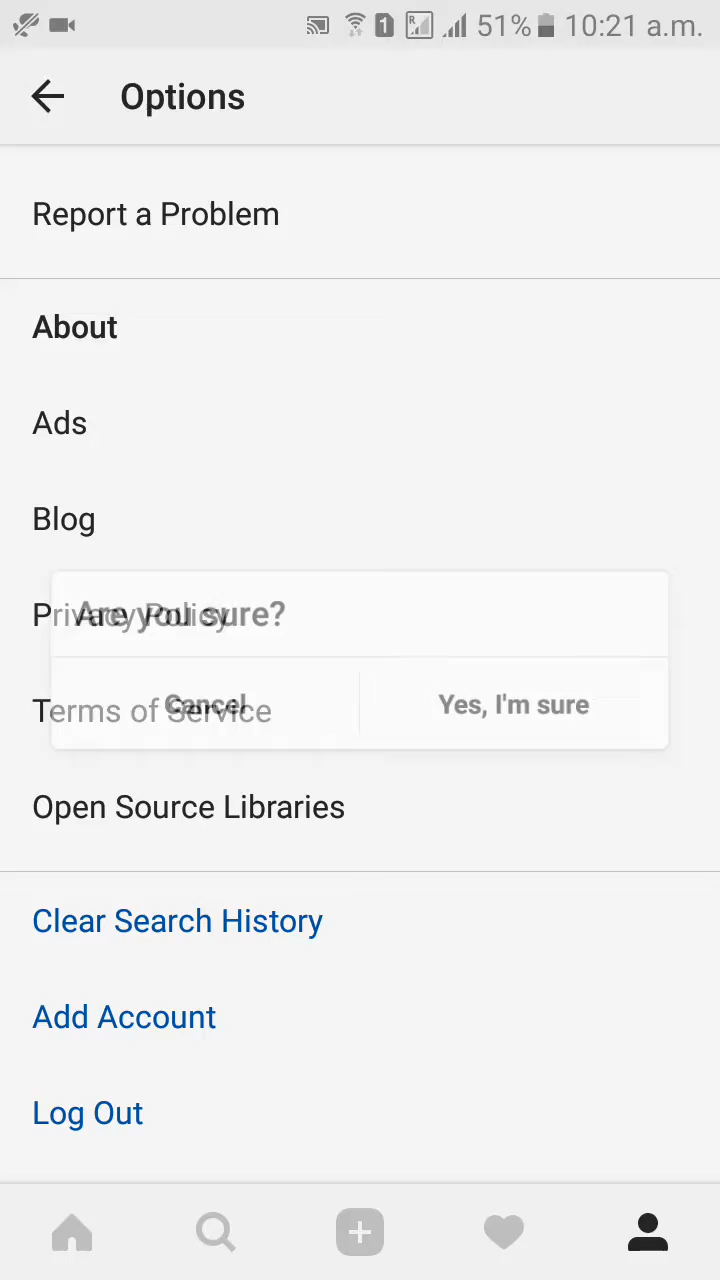 51% 10:21 a.m.
Options
Report a Problem
About
Ads
Blog
Privacy Policy
Are you sure?
Terms of Service
Cancel
Yes, I'm sure
Open Source Libraries
Clear Search History
Add Account
Log Out